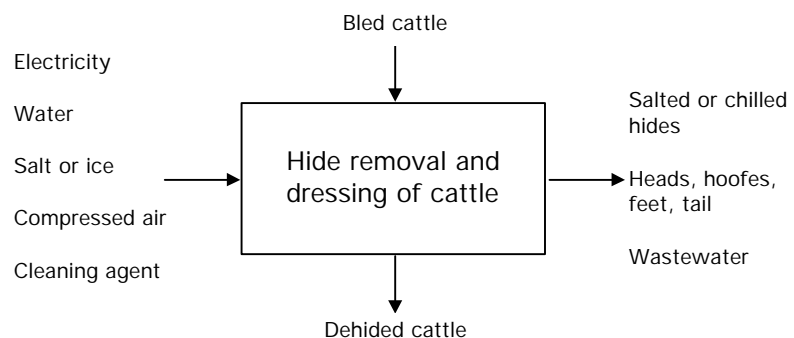 Bled cattle
Electricity
Water
Salt or ice
Compressed air
Cleaning agent
Hide removal and
dressing of cattle
Salted or chilled
hides
Heads, hoofes,
feet, tail
Wastewater
Dehided cattle